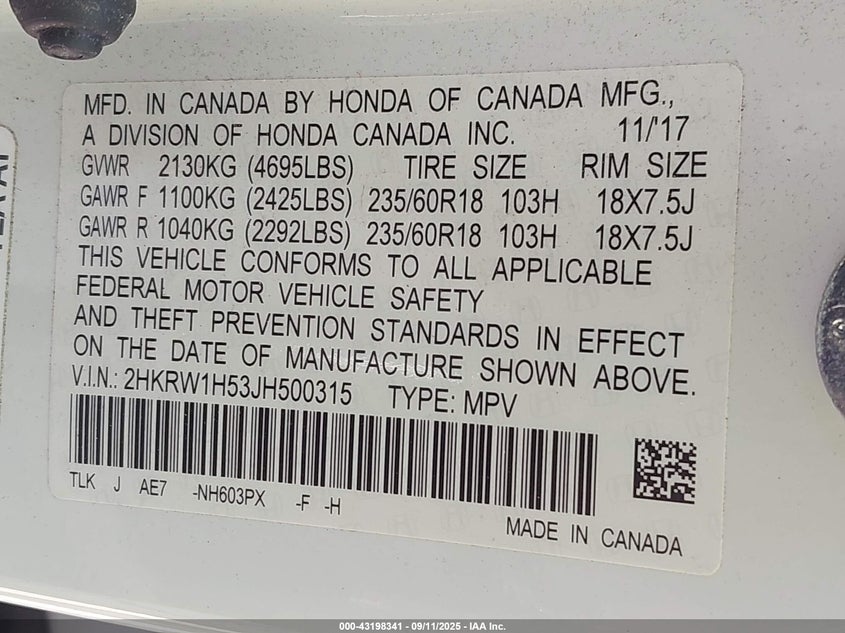 MFD. IN CANADA BY HONDA OF CANADA MFG.,
A DIVISION OF HONDA CANADA INC. 11/'17
GVWR 2130KG (4695LBS) TIRE SIZE RIM SIZE
GAWR F 1100KG (2425LBS) 235/60R18 103H 18X7.5J
GAWR R 1040KG (2292LBS) 235/60R18 103H 18X7.5J
THIS VEHICLE CONFORMS TO ALL APPLICABLE
FEDERAL MOTOR VEHICLE SAFETY
AND THEFT PREVENTION STANDARDS IN EFFECT
ON THE DATE OF MANUFACTURE SHOWN ABOVE.
V.I.N.: 2HKRW1H53JH500315 TYPE: MPV
TLK J AE7 -NH603PX -F -H
MADE IN CANADA
000-43198341 - 09/11/2025 - IAA Inc.